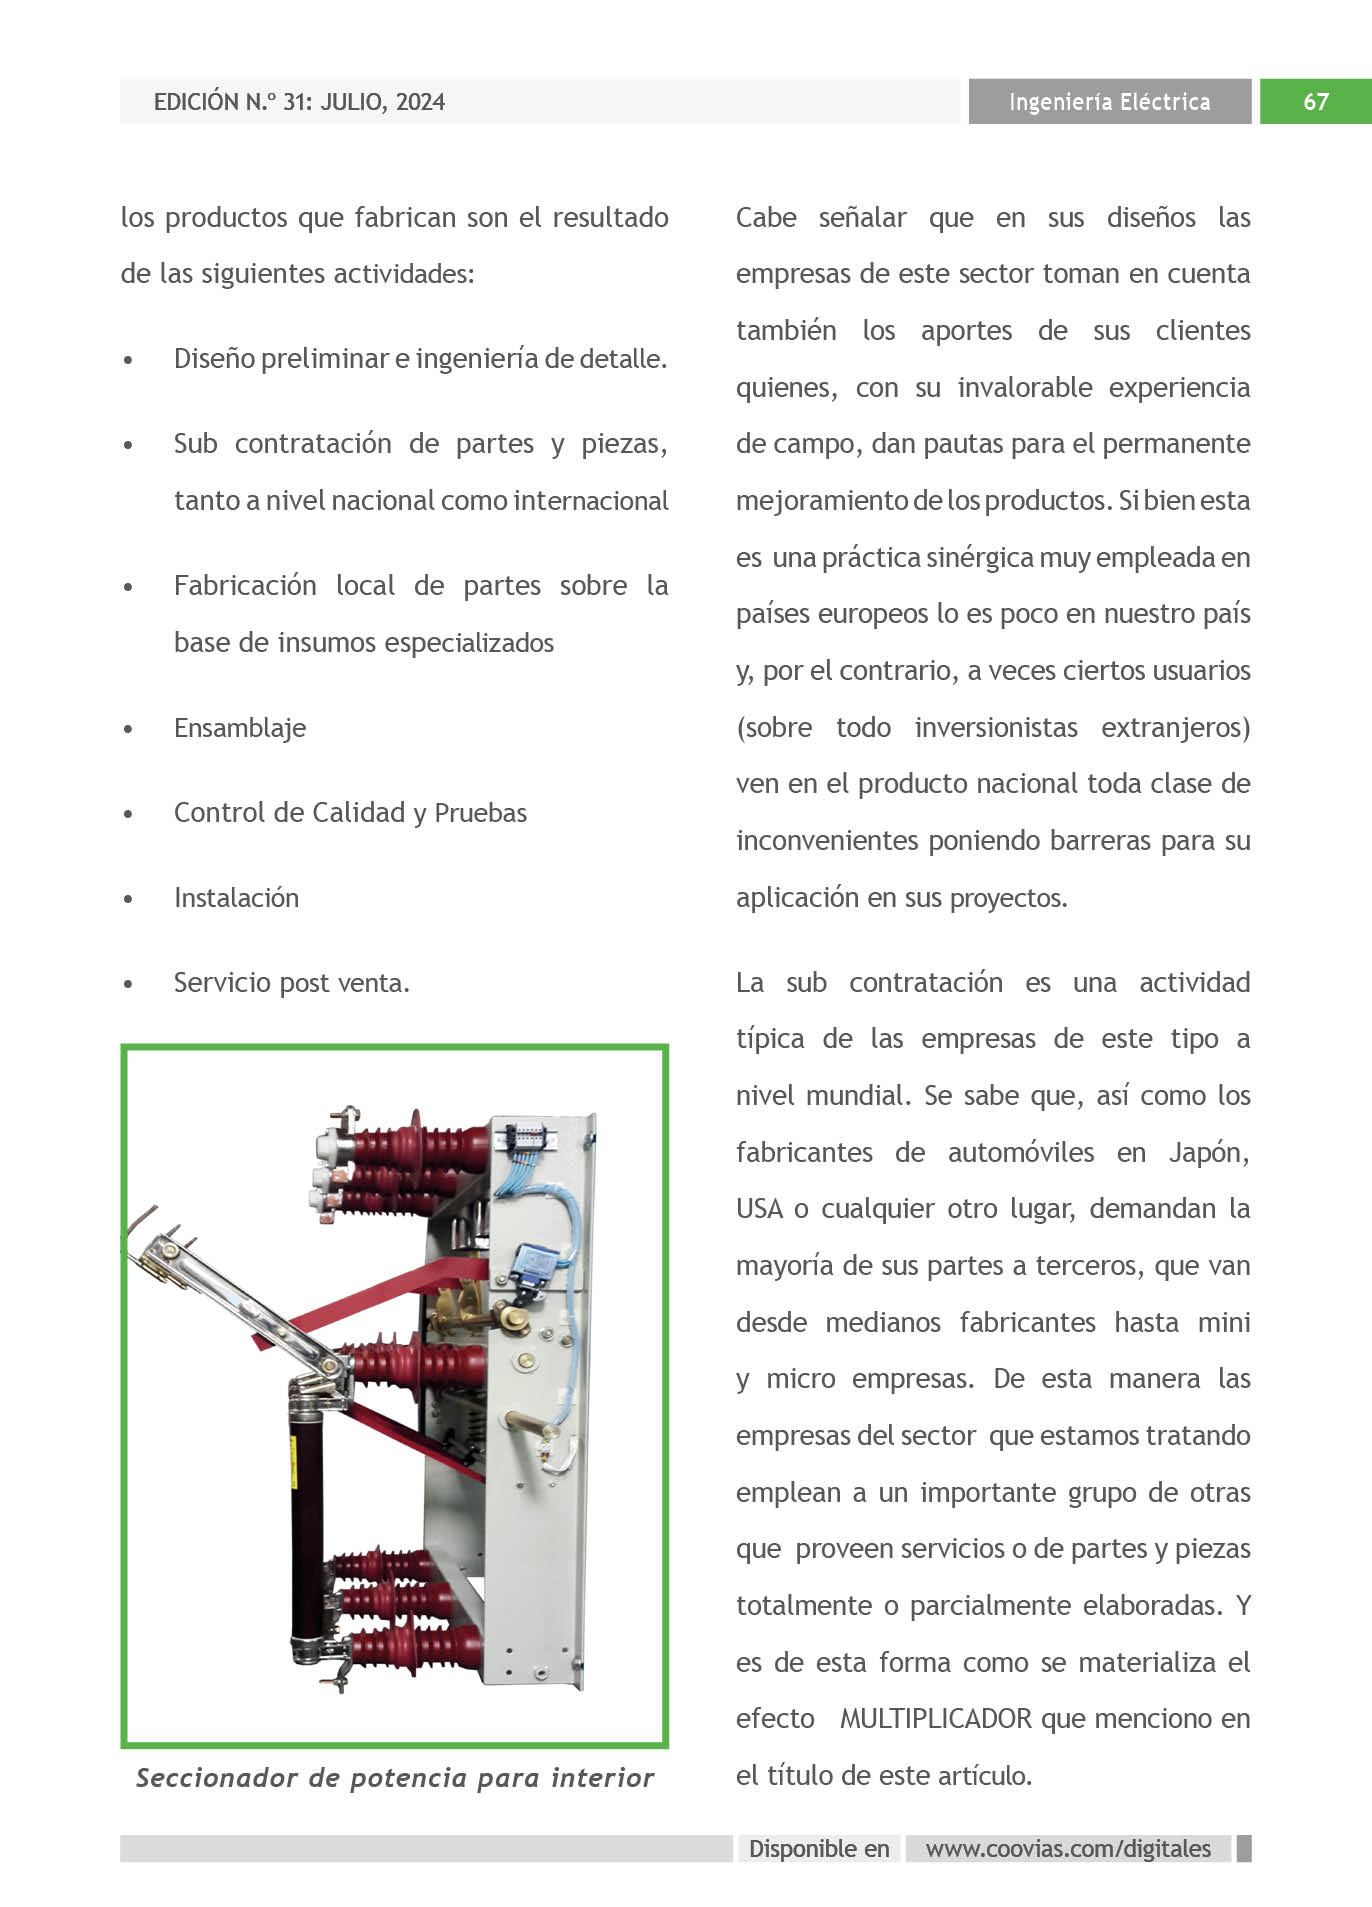 EDICIÓN N.º 31: JULIO, 2024
Ingeniería Eléctrica
67
los productos que fabrican son el resultado
de las siguientes actividades:
• Diseño preliminar e ingeniería de detalle.
• Sub contratación de partes y piezas,
tanto a nivel nacional como internacional
• Fabricación local de partes sobre la
base de insumos especializados
• Ensamblaje
• Control de Calidad y Pruebas
• Instalación
• Servicio post venta.
Seccionador de potencia para interior
Cabe señalar que en sus diseños las
empresas de este sector toman en cuenta
también los aportes de sus clientes
quienes, con su invalorable experiencia
de campo, dan pautas para el permanente
mejoramiento de los productos. Si bien esta
es una práctica sinérgica muy empleada en
países europeos lo es poco en nuestro país
y, por el contrario, a veces ciertos usuarios
(sobre todo inversionistas extranjeros)
ven en el producto nacional toda clase de
inconvenientes poniendo barreras para su
aplicación en sus proyectos.
La sub contratación es una actividad
típica de las empresas de este tipo a
nivel mundial. Se sabe que, así como los
fabricantes de automóviles en Japón,
USA o cualquier otro lugar, demandan la
mayoría de sus partes a terceros, que van
desde medianos fabricantes hasta mini
y micro empresas. De esta manera las
empresas del sector que estamos tratando
emplean a un importante grupo de otras
que proveen servicios o de partes y piezas
totalmente o parcialmente elaboradas. Y
es de esta forma como se materializa el
efecto MULTIPLICADOR que menciono en
el título de este artículo.
Disponible en
www.coovias.com/digitales